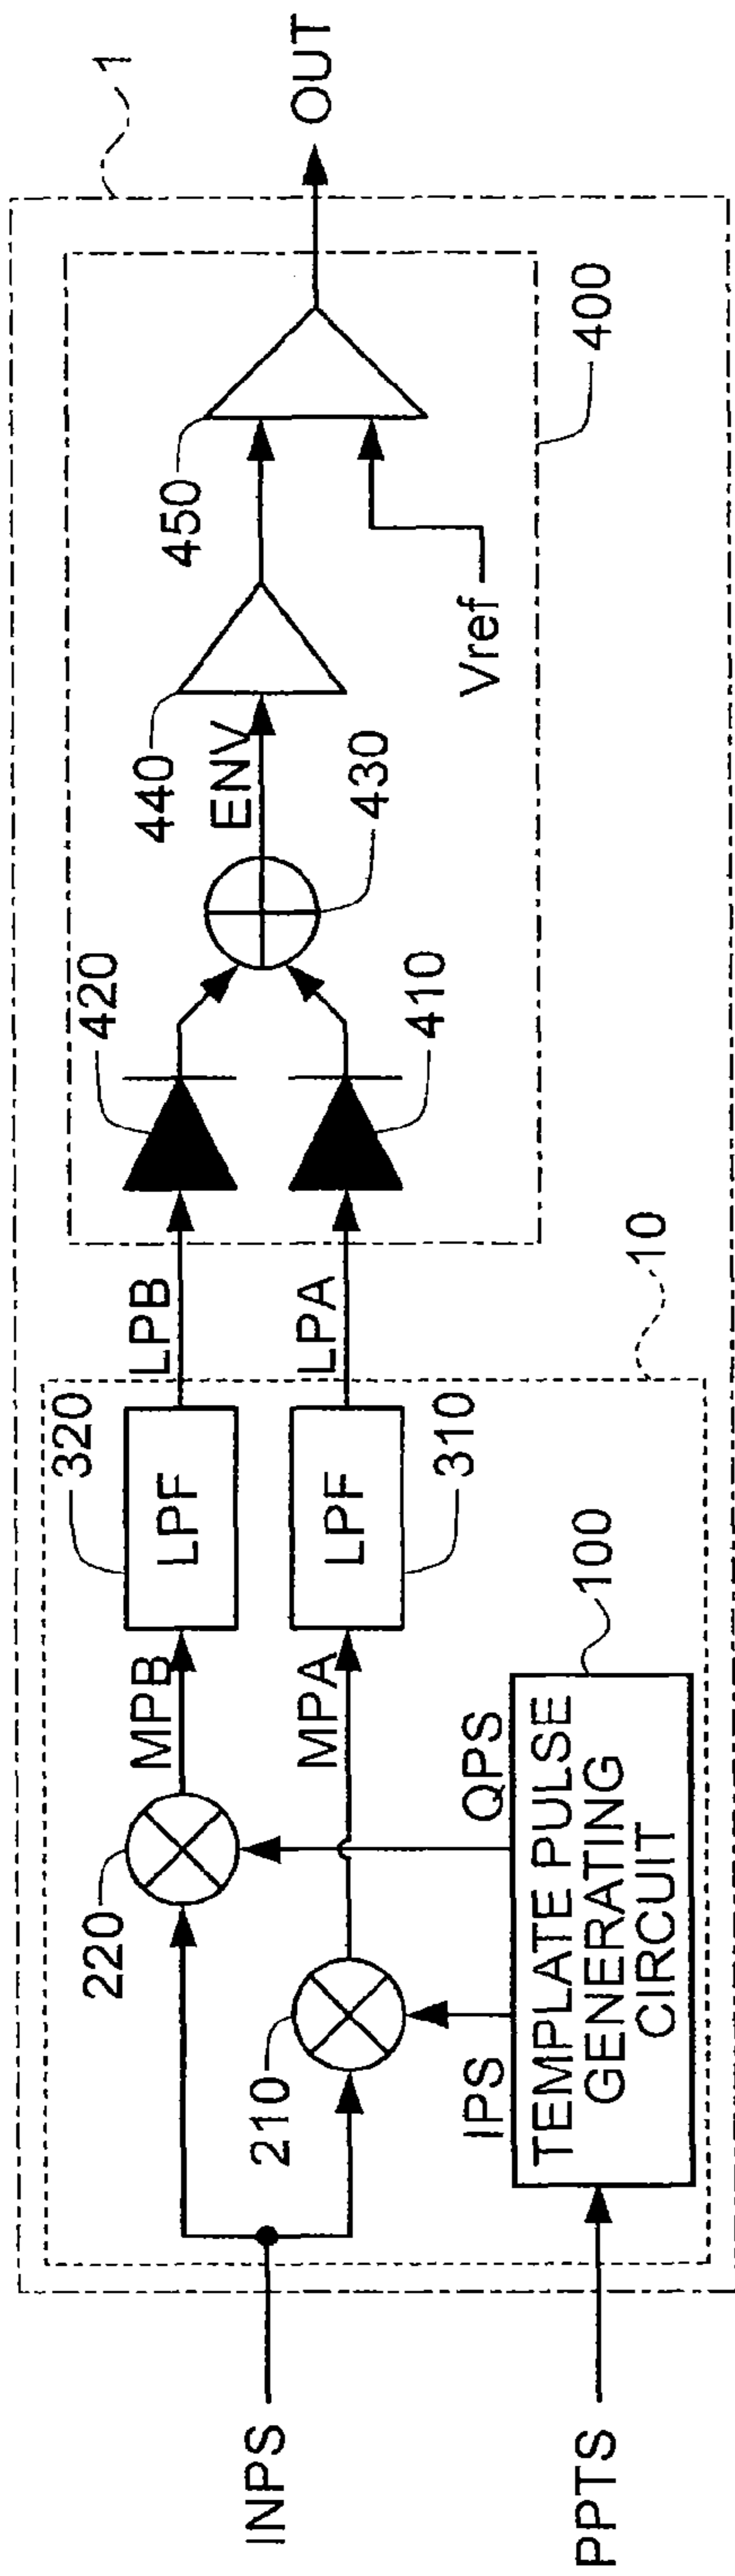 1
OUT
450
440
ENV
Vref
400
420
430
410
LPB
LPA
10
320
LPF
LPF
310
MPB
MPA
100
220
210
QPS
IPS
TEMPLATE PULSE
GENERATING
CIRCUIT
INPS
PPTS